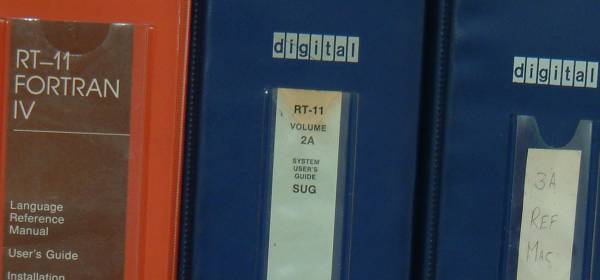 RT-11
FORTRAN
IV
Language
Reference
Manual
User's Guide
Installation
digital
RT-11
VOLUME
2A
SYSTEM
USER'S
GUIDE
SUG
digital
3A
REF
MAC